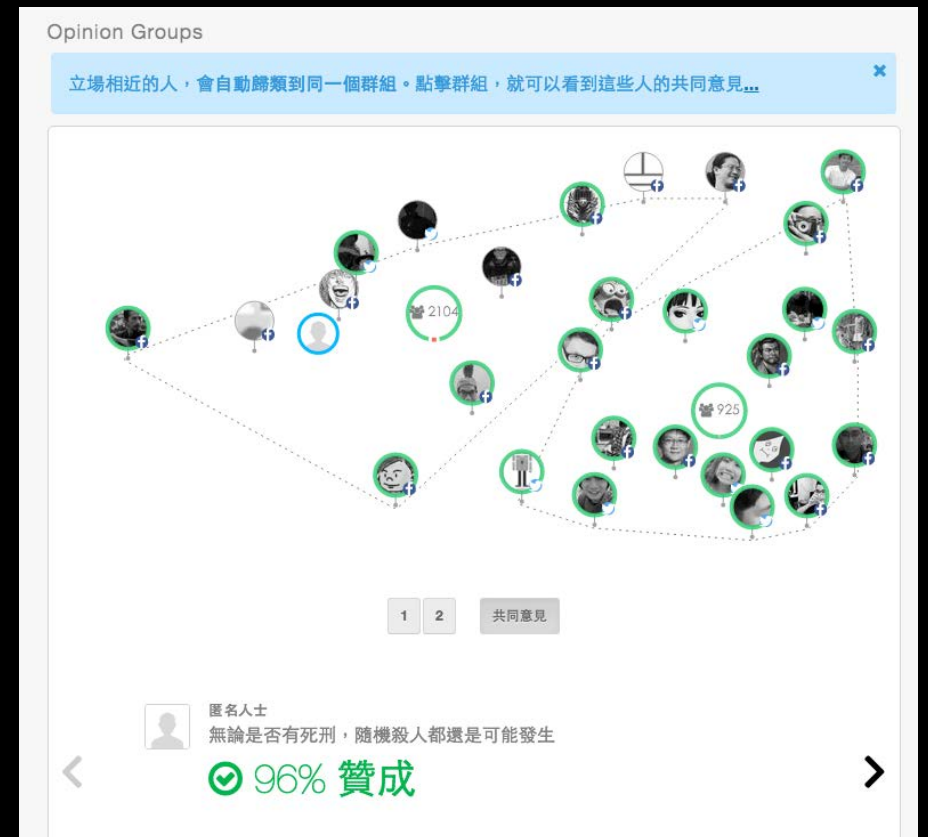 Opinion Groups
立場相近的人，會自動歸類到同一個群組。點擊群組，就可以看到這些人的共同意見...
2104
925
1 2 共同意見
匿名人士
無論是否有死刑，隨機殺人都還是可能發生
96% 贊成